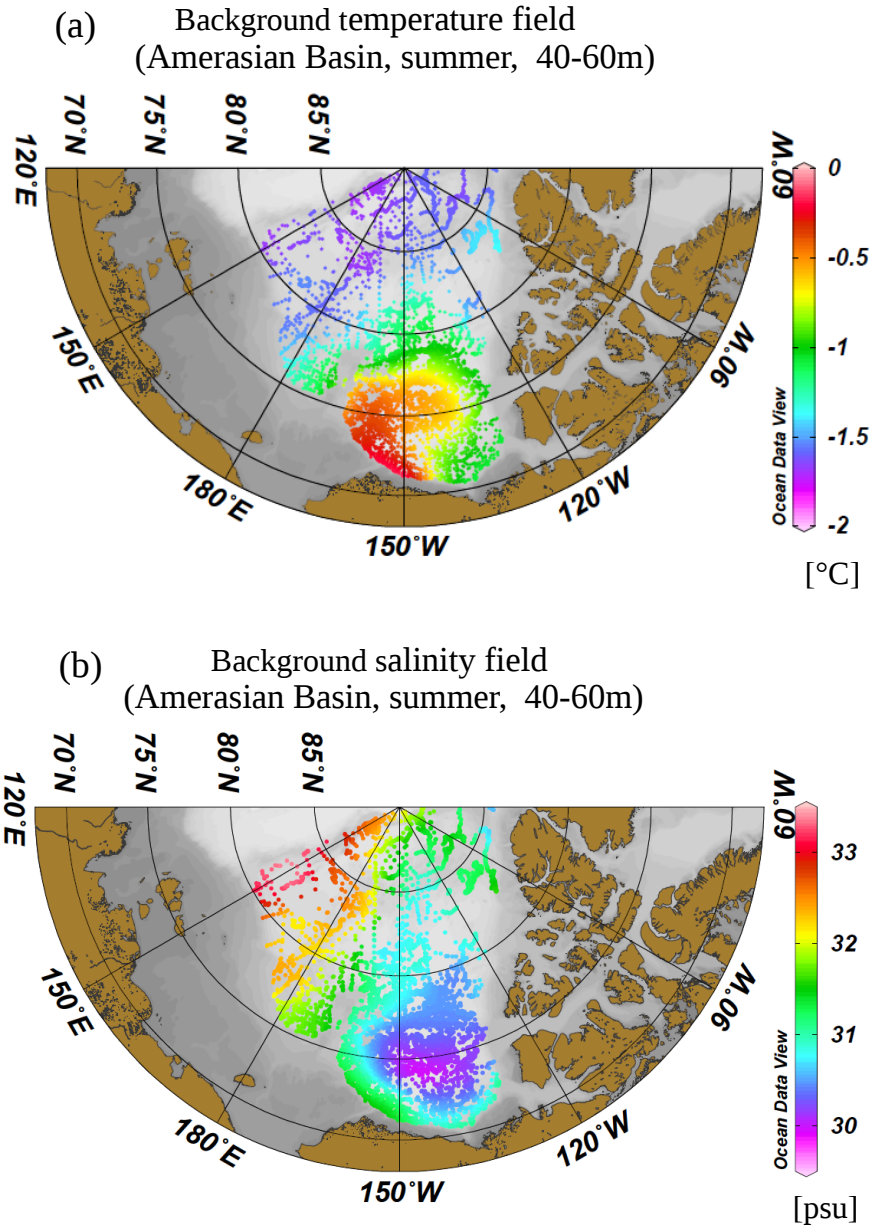 (a)
Background temperature field
(Amerasian Basin, summer, 40-60m)
70˚N
75˚N
80˚N
85˚N
120˚E
60˚W
150˚E
90˚W
180˚E
120˚W
150˚W
0
-0.5
-1
-1.5
-2
Ocean Data View
[°C]
(b)
Background salinity field
(Amerasian Basin, summer, 40-60m)
70˚N
75˚N
80˚N
85˚N
120˚E
60˚W
150˚E
90˚W
180˚E
120˚W
150˚W
33
32
31
30
Ocean Data View
[psu]